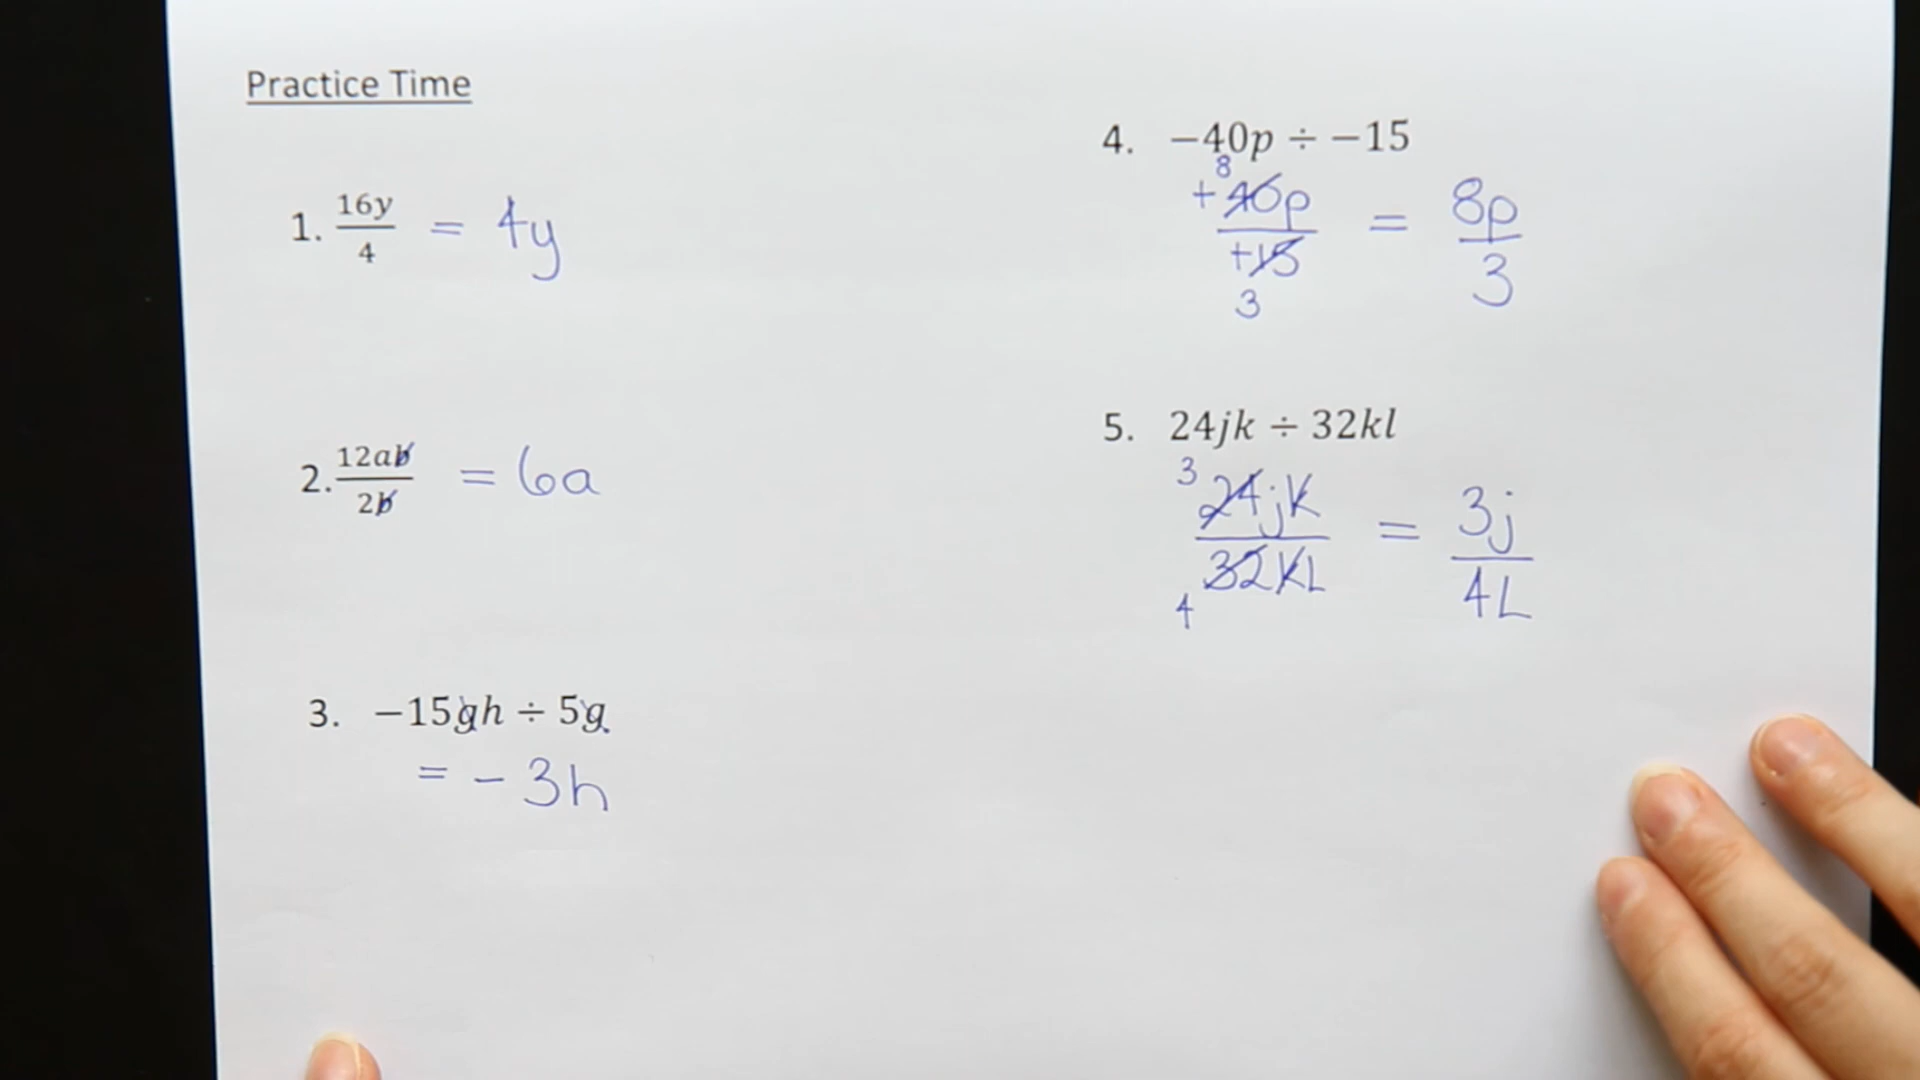 Practice Time
1. 16y/4 = 4y
2. 12ab/2b = 6a
3. −15gh ÷ 5g
= - 3h
4. −40p ÷ −15
8
+40p/+15 = 8p/3
3
5. 24jk ÷ 32kl
3
24jk/32KL = 3j/4L
4